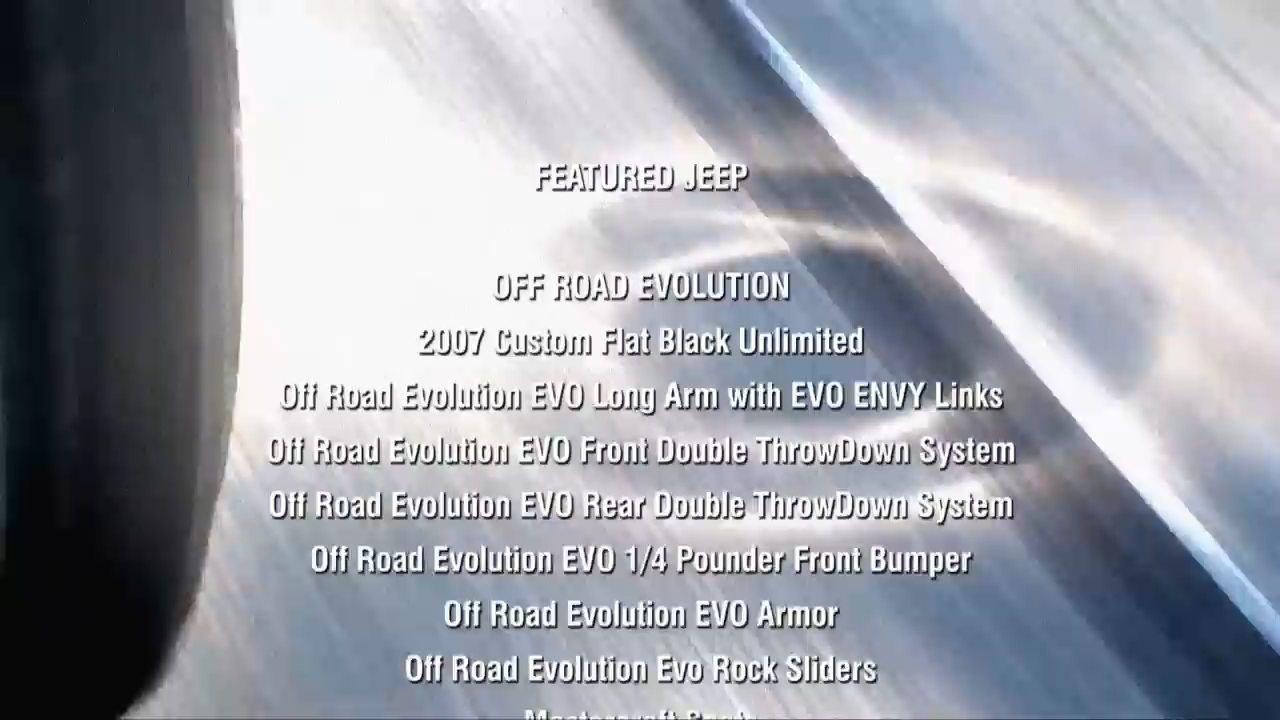 FEATURED JEEP
OFF ROAD EVOLUTION
2007 Custom Flat Black Unlimited
Off Road Evolution EVO Long Arm with EVO ENVY Links
Off Road Evolution EVO Front Double ThrowDown System
Off Road Evolution EVO Rear Double ThrowDown System
Off Road Evolution EVO 1/4 Pounder Front Bumper
Off Road Evolution EVO Armor
Off Road Evolution Evo Rock Sliders
Mastercraft Seats